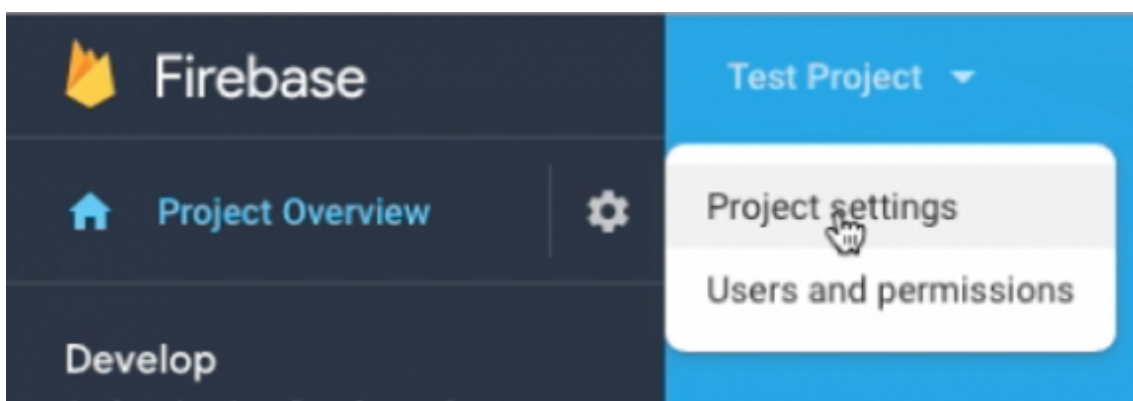 Firebase
Test Project
Project Overview
Project settings
Users and permissions
Develop